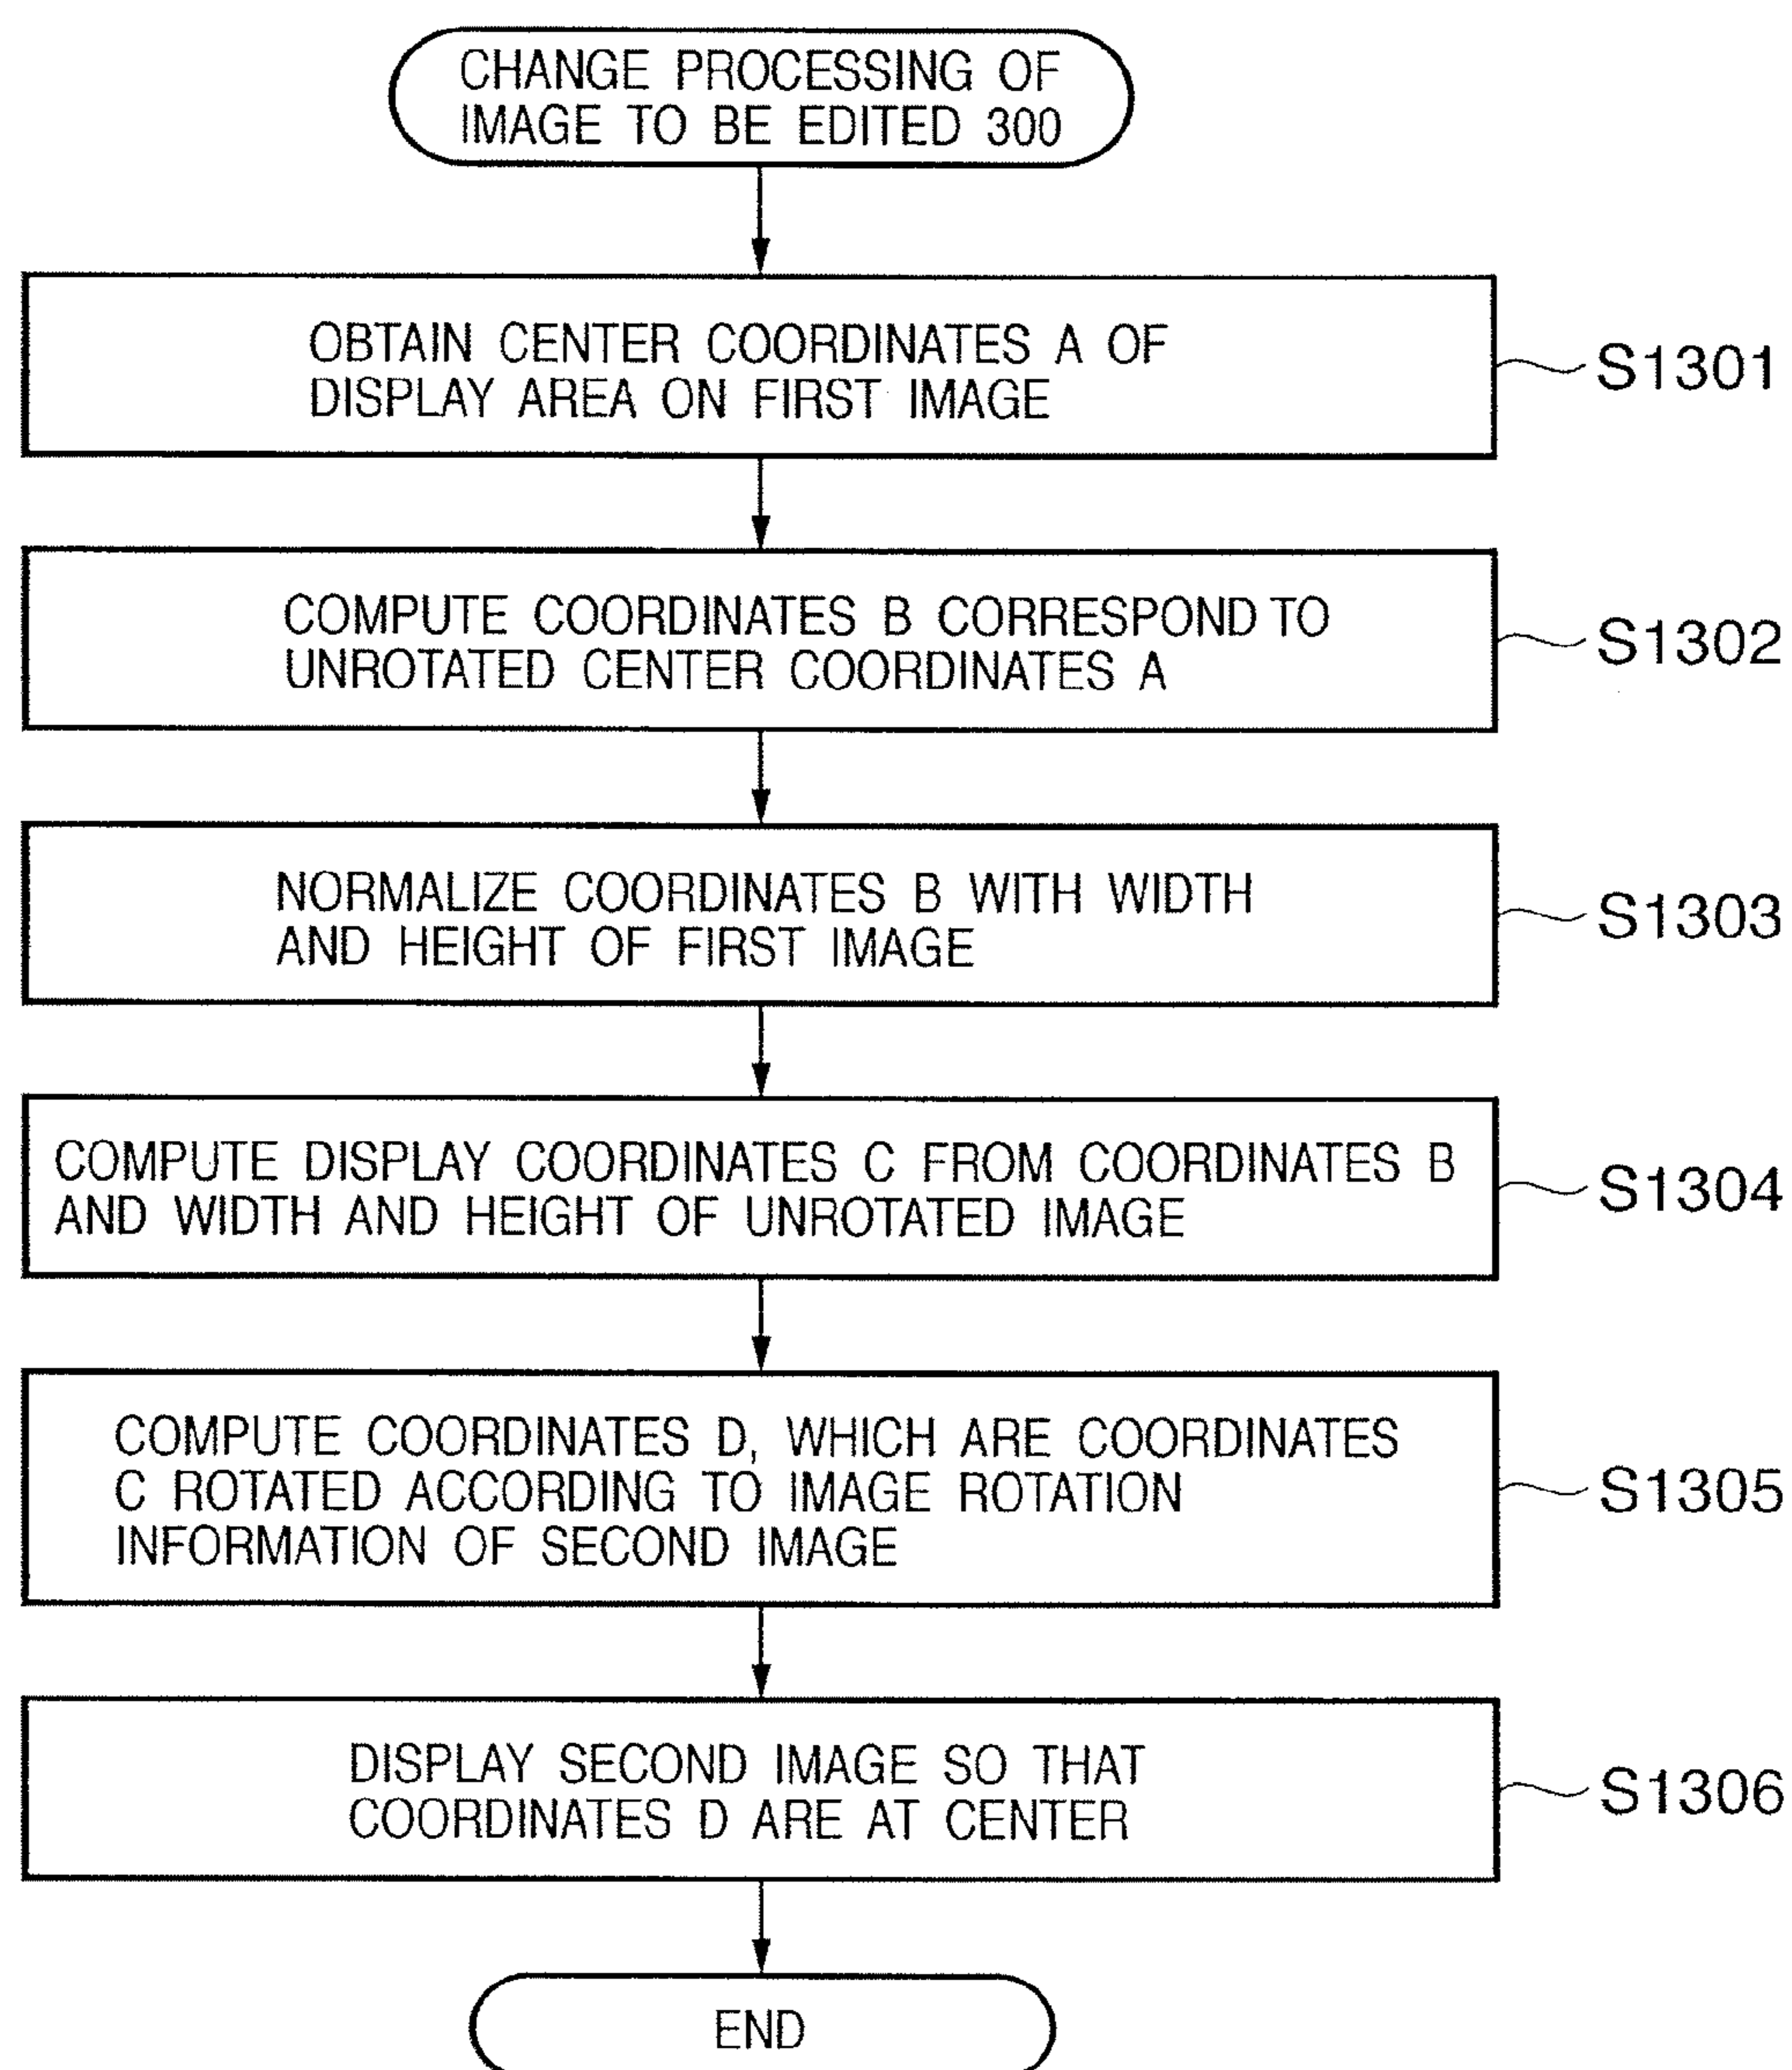 CHANGE PROCESSING OF
IMAGE TO BE EDITED 300
OBTAIN CENTER COORDINATES A OF
DISPLAY AREA ON FIRST IMAGE
S1301
COMPUTE COORDINATES B CORRESPOND TO
UNROTATED CENTER COORDINATES A
S1302
NORMALIZE COORDINATES B WITH WIDTH
AND HEIGHT OF FIRST IMAGE
S1303
COMPUTE DISPLAY COORDINATES C FROM COORDINATES B
AND WIDTH AND HEIGHT OF UNROTATED IMAGE
S1304
COMPUTE COORDINATES D, WHICH ARE COORDINATES
C ROTATED ACCORDING TO IMAGE ROTATION
INFORMATION OF SECOND IMAGE
S1305
DISPLAY SECOND IMAGE SO THAT
COORDINATES D ARE AT CENTER
S1306
END